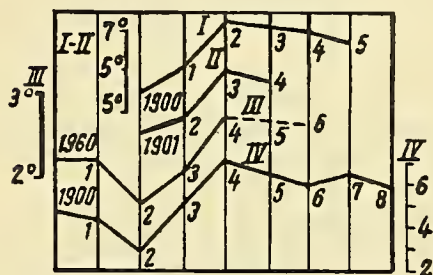 I-II 7° I
2 3 4 5
III 5° 1 II
3° 5° 1900 2 3 4
1901 III
1960 4 5 6
2° 1 3 IV IV
1900 2 4 5 6 7 8 6
1 3 4
2 2